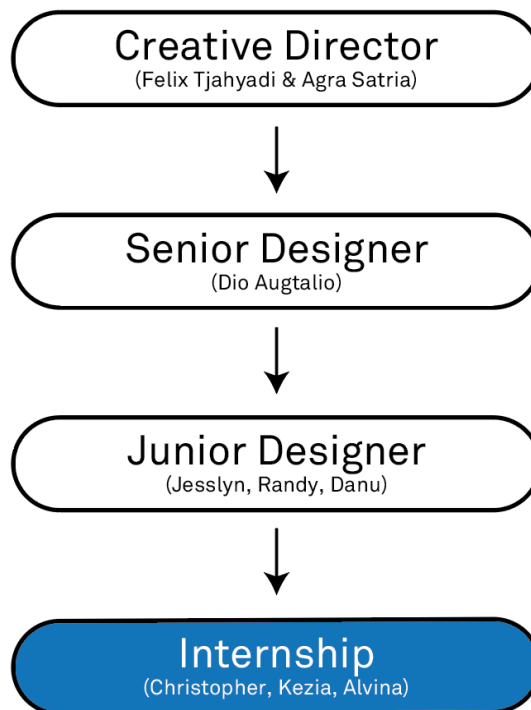 Creative Director
(Felix Tjahyadi & Agra Satria)
Senior Designer
(Dio Augtalio)
Junior Designer
(Jesslyn, Randy, Danu)
Internship
(Christopher, Kezia, Alvina)